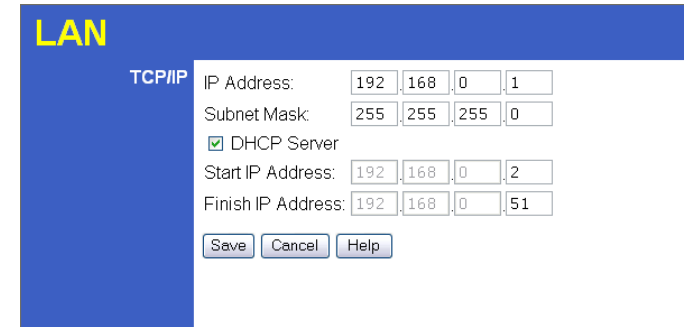 LAN
TCP/IP
IP Address: 192 .168 .0 .1
Subnet Mask: 255 .255 .255 .0
DHCP Server
Start IP Address: 192 .168 .0 .2
Finish IP Address: 192 .168 .0 .51
Save Cancel Help